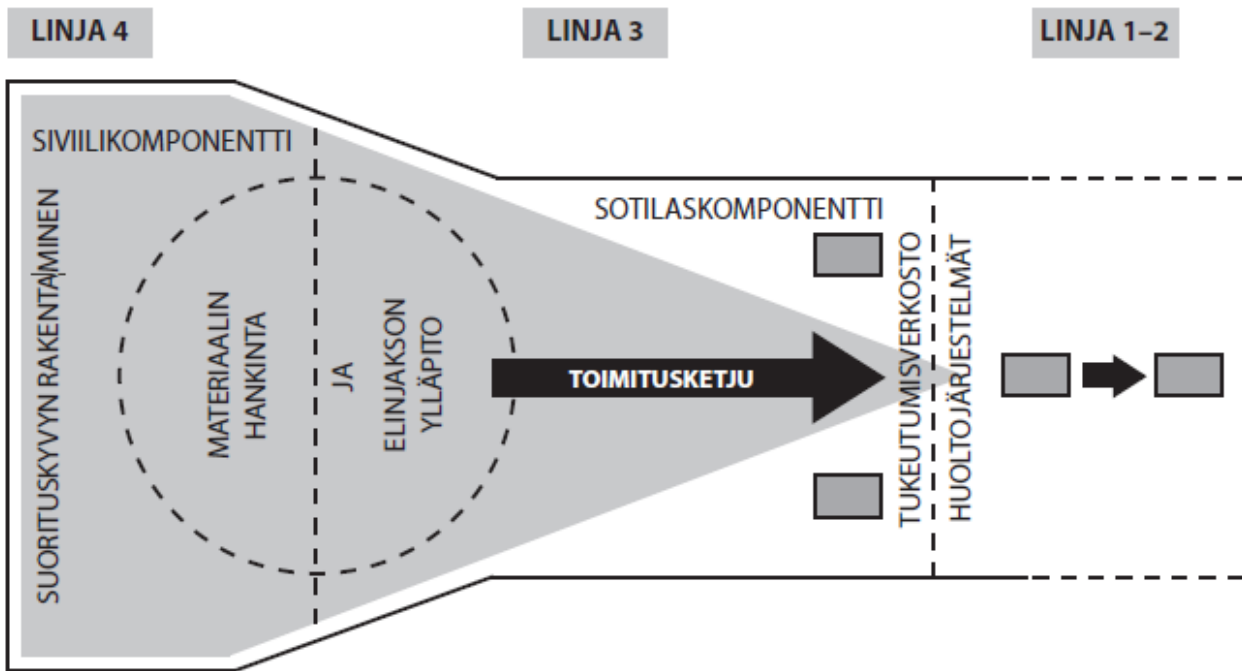 LINJA 4
LINJA 3
LINJA 1–2
SIVIILIKOMPONENTTI
SUORITUSKYVYN RAKENTAMINEN
MATERIAALIN
HANKINTA
JA
ELINJAKSON
YLLÄPITO
TOIMITUSKETJU
SOTILASKOMPONENTTI
TUKEUTUMISVERKOSTO
HUOLTOJÄRJESTELMÄT